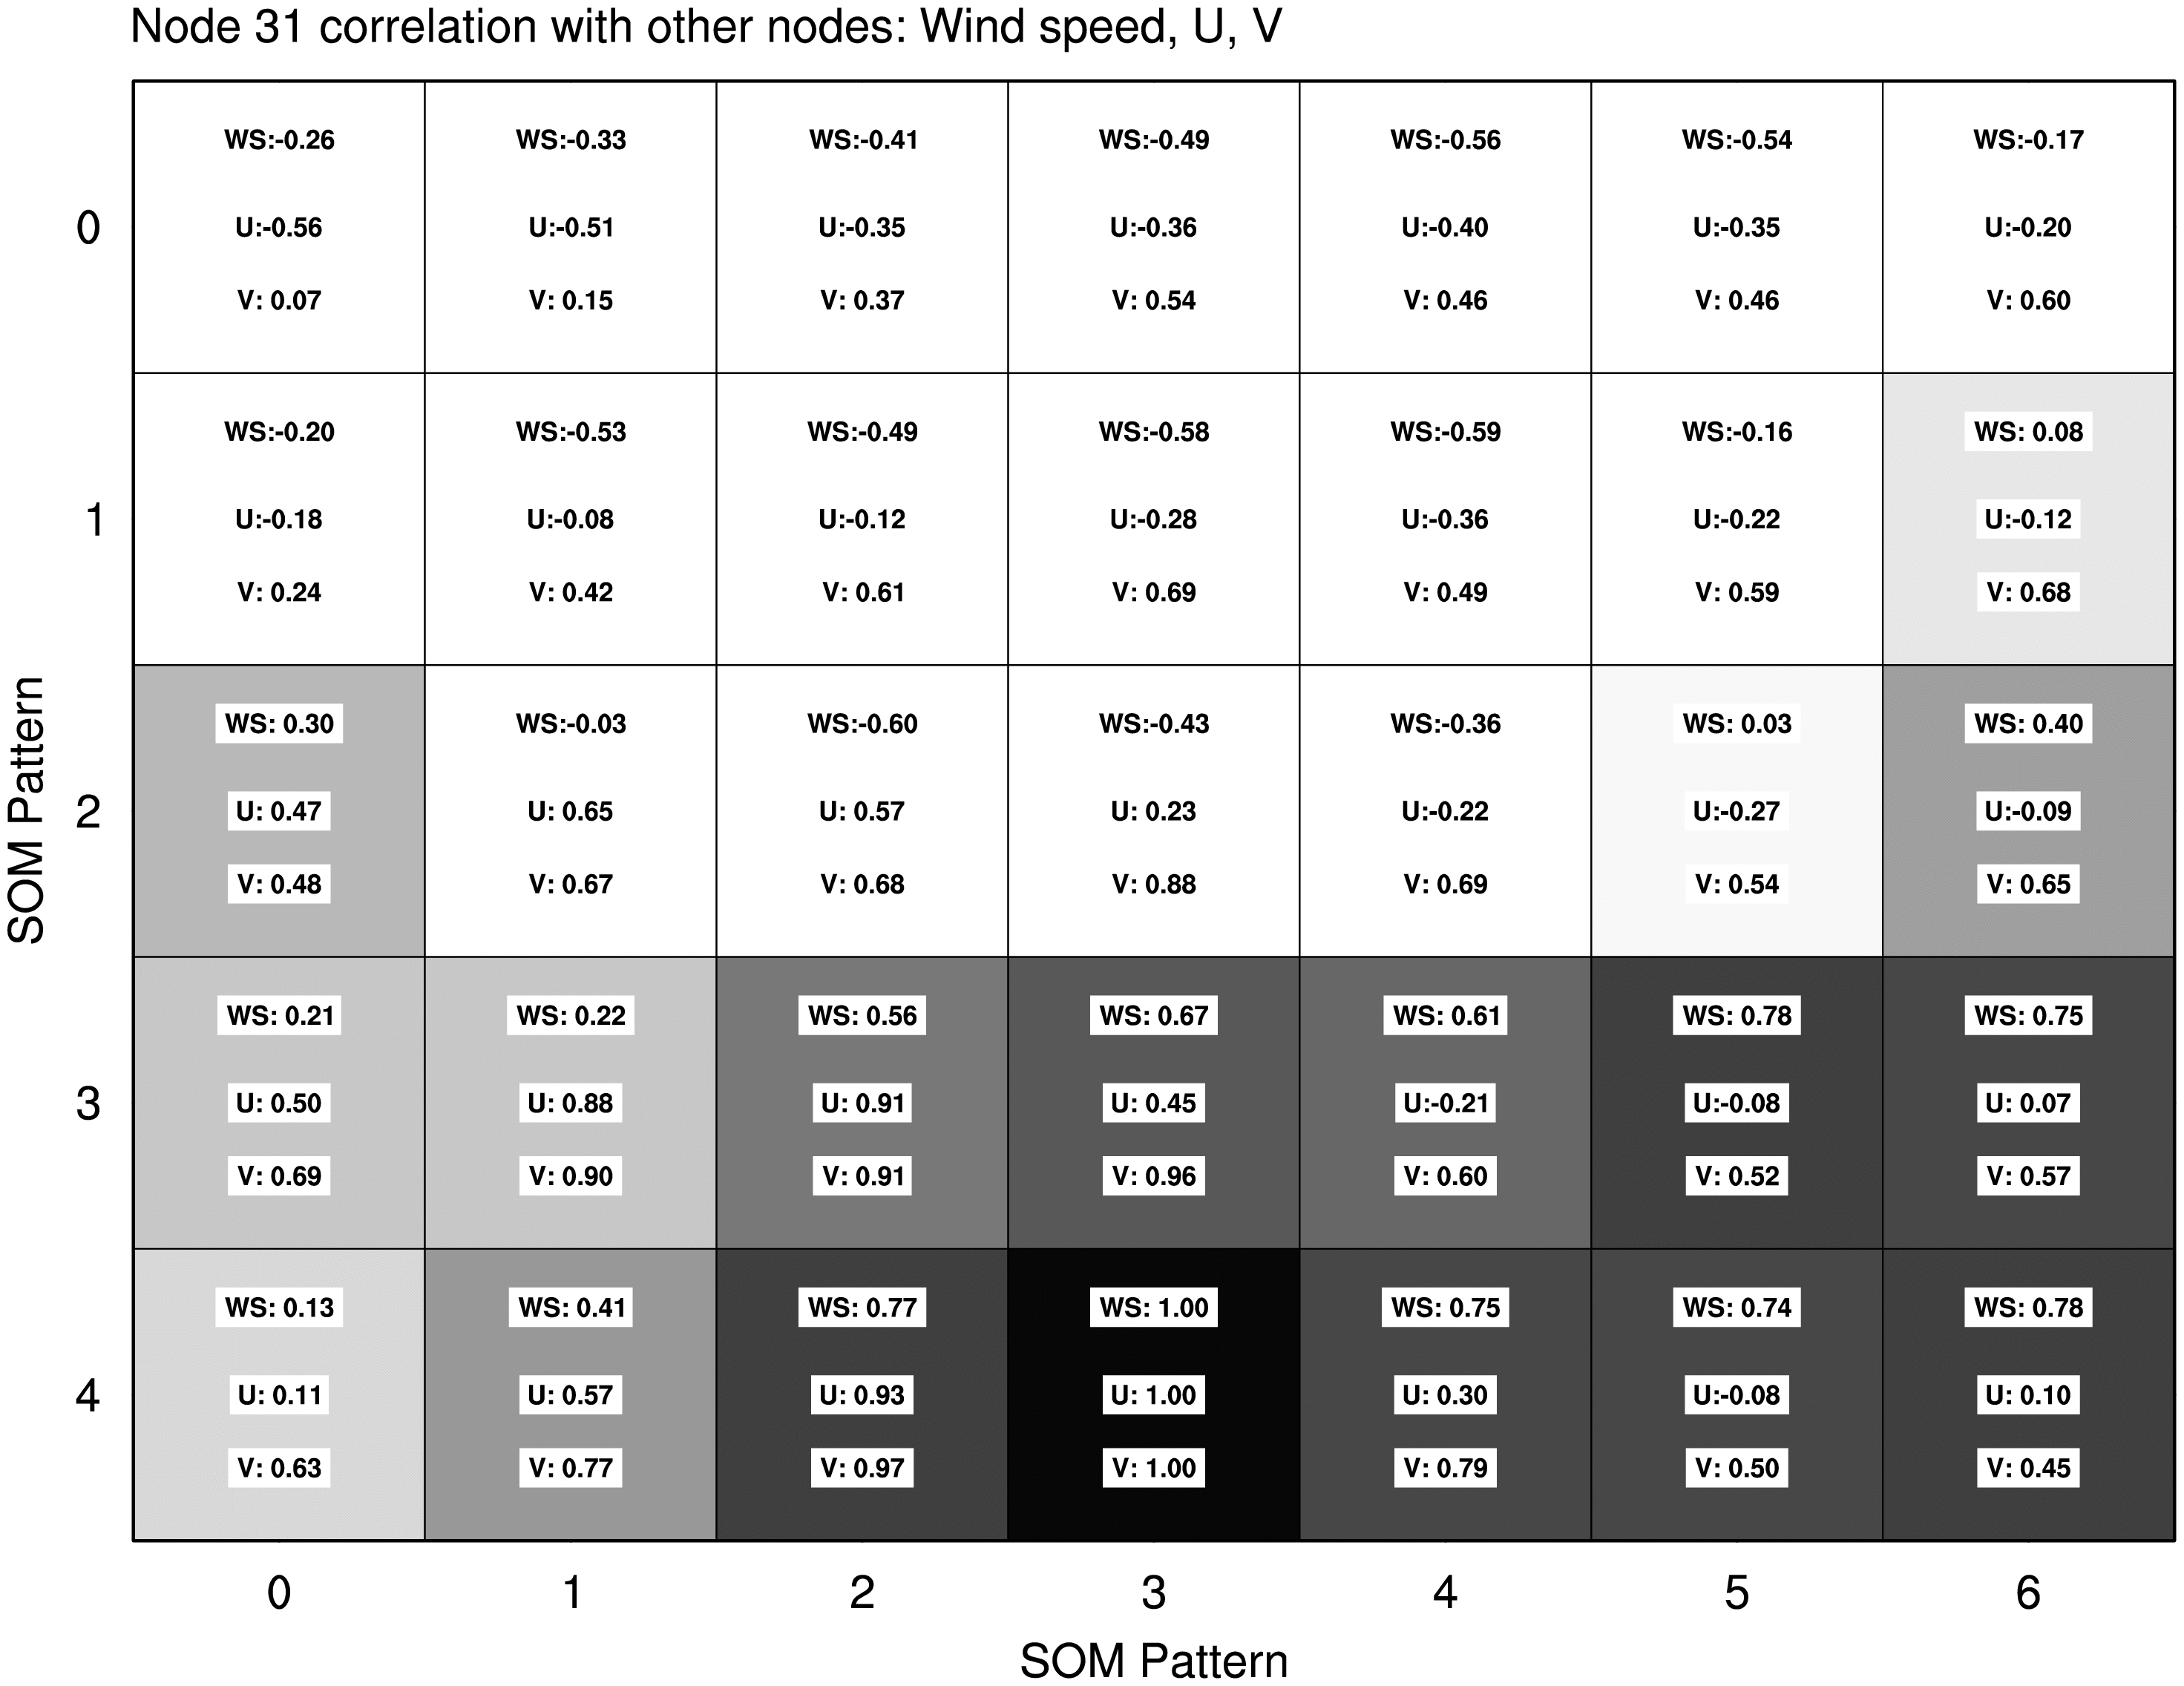 Node 31 correlation with other nodes: Wind speed, U, V
WS:-0.26 WS:-0.33 WS:-0.41 WS:-0.49 WS:-0.56 WS:-0.54 WS:-0.17
0 U:-0.56 U:-0.51 U:-0.35 U:-0.36 U:-0.40 U:-0.35 U:-0.20
V: 0.07 V: 0.15 V: 0.37 V: 0.54 V: 0.46 V: 0.46 V: 0.60
WS:-0.20 WS:-0.53 WS:-0.49 WS:-0.58 WS:-0.59 WS:-0.16 WS: 0.08
1 U:-0.18 U:-0.08 U:-0.12 U:-0.28 U:-0.36 U:-0.22 U:-0.12
V: 0.24 V: 0.42 V: 0.61 V: 0.69 V: 0.49 V: 0.59 V: 0.68
SOM Pattern
WS: 0.30 WS:-0.03 WS:-0.60 WS:-0.43 WS:-0.36 WS: 0.03 WS: 0.40
2 U: 0.47 U: 0.65 U: 0.57 U: 0.23 U:-0.22 U:-0.27 U:-0.09
V: 0.48 V: 0.67 V: 0.68 V: 0.88 V: 0.69 V: 0.54 V: 0.65
WS: 0.21 WS: 0.22 WS: 0.56 WS: 0.67 WS: 0.61 WS: 0.78 WS: 0.75
3 U: 0.50 U: 0.88 U: 0.91 U: 0.45 U:-0.21 U:-0.08 U: 0.07
V: 0.69 V: 0.90 V: 0.91 V: 0.96 V: 0.60 V: 0.52 V: 0.57
WS: 0.13 WS: 0.41 WS: 0.77 WS: 1.00 WS: 0.75 WS: 0.74 WS: 0.78
4 U: 0.11 U: 0.57 U: 0.93 U: 1.00 U: 0.30 U:-0.08 U: 0.10
V: 0.63 V: 0.77 V: 0.97 V: 1.00 V: 0.79 V: 0.50 V: 0.45
0 1 2 3 4 5 6
SOM Pattern